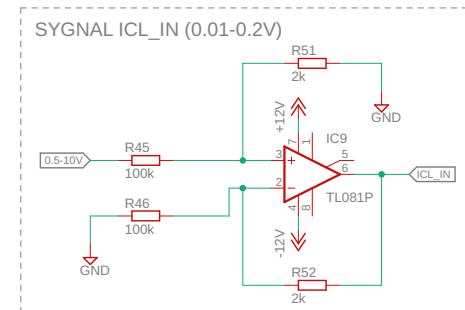 SYGNAL ICL_IN (0.01-0.2V)
R51
2k
GND
+12V
IC9
7
1
0.5-10V
R45
100k
3
+
5
6
ICL_IN
2
-
TL081P
R46
100k
4
8
-12V
GND
R52
2k